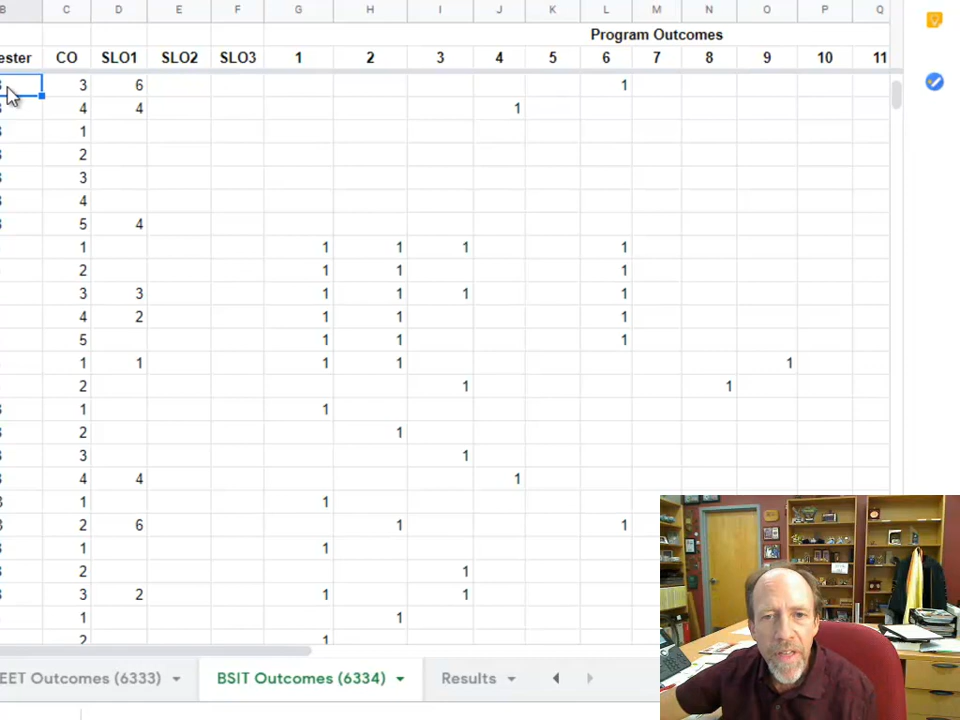 B C D E F G H I J K L M N O P Q
Program Outcomes
ester CO SLO1 SLO2 SLO3 1 2 3 4 5 6 7 8 9 10 11
3 6 1
4 4 1
1
2
3
4
5 4
1 1 1 1 1
2 1 1 1
3 3 1 1 1 1
4 2 1 1 1
5 1 1 1
1 1 1 1 1
2 1 1
1 1
2 1
3 1
4 4 1
1 1
2 6 1 1
1 1
2 1
3 2 1 1
1 1
2 1
EET Outcomes (6333) BSIT Outcomes (6334) Results